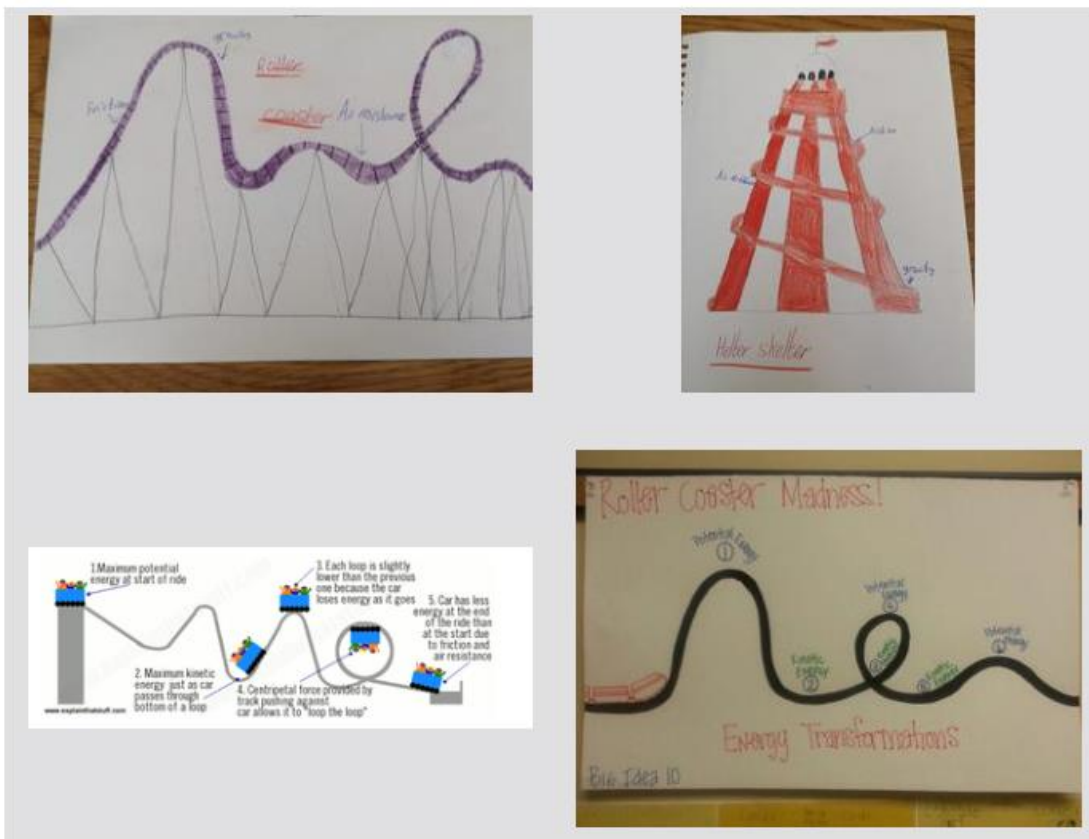 gravity
Roller
Friction
coaster Air resistance
friction
gravity
Helter skelter
1.Maximum potential
energy at start of ride
3. Each loop is slightly
lower than the previous
one because the car
loses energy as it goes
5. Car has less
energy at the end
of the ride than
at the start due
to friction and
air resistance
2. Maximum kinetic
energy just as car
passes through
bottom of a loop
4. Centripetal force provided by
track pushing against
car allows it to "loop the loop"
www.explainthatstuff.com
Roller Coaster Madness!
Potential Energy
1
Potential
Energy
4
Kinetic
Energy
2
Kinetic
Energy
Potential
Energy
Energy Transformations
Big Idea 10